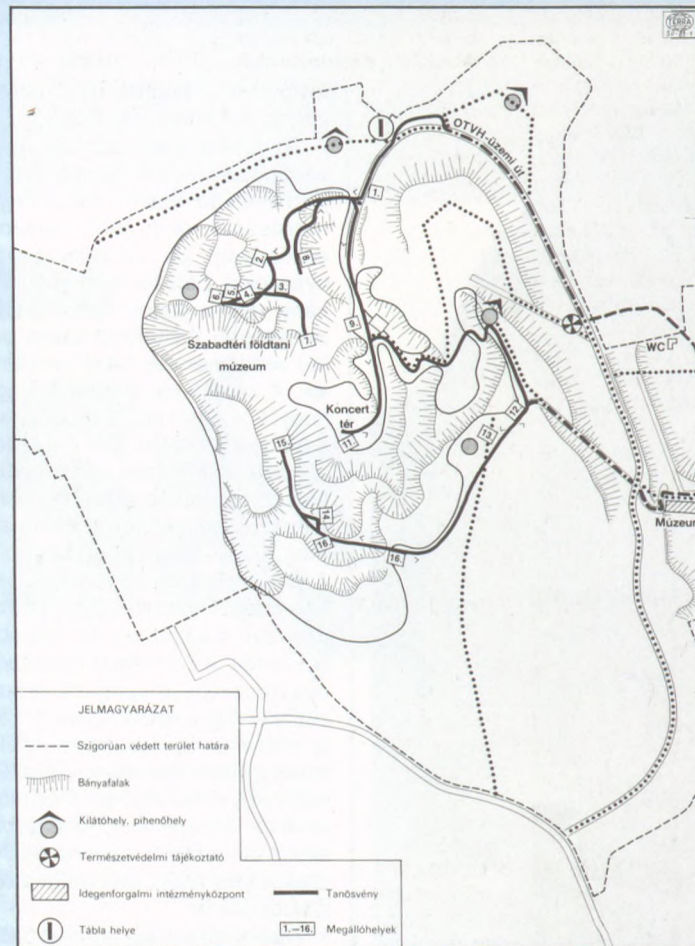 TERRA
OTVH-üzemi út
1.
2.
8.
3.
6.
5.
4.
7.
9.
Szabadtéri földtani
múzeum
WC
Koncert
tér
11.
12.
13.
15.
14.
16.
16.
Múzeum
JELMAGYARÁZAT
Szigorúan védett terület határa
Bányafalak
Kilátóhely, pihenőhely
Természetvédelmi tájékoztató
Idegenforgalmi intézményközpont
Tanösvény
Tábla helye
1.–16. Megállóhelyek